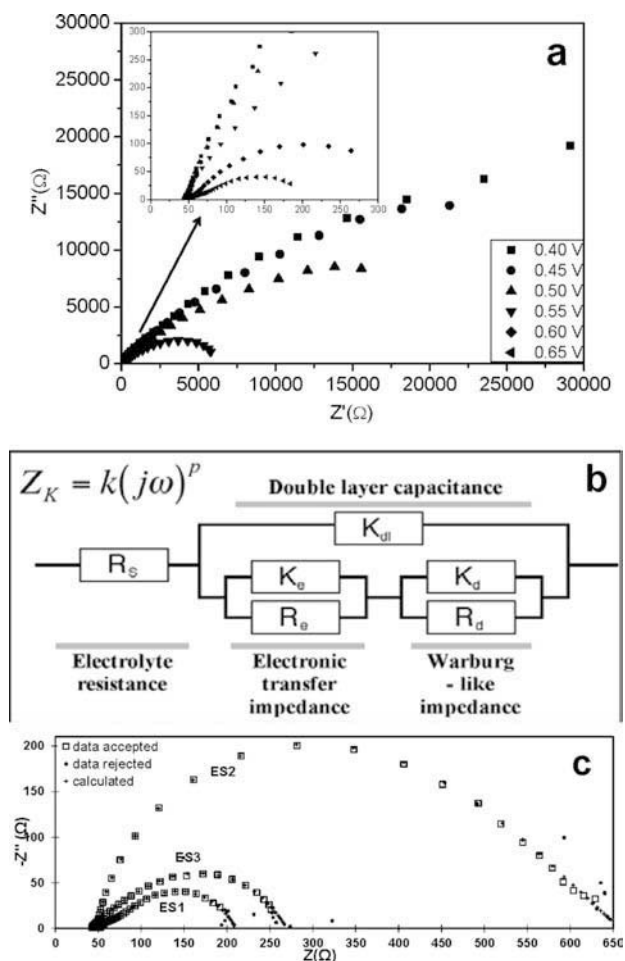 a
30000
25000
20000
15000
10000
5000
0
Z''(Ω)
300
250
200
150
100
50
0
0 50 100 150 200 250 300
0.40 V
0.45 V
0.50 V
0.55 V
0.60 V
0.65 V
0 5000 10000 15000 20000 25000 30000
Z'(Ω)
b
Z_K = k(jω)^p
Double layer capacitance
K_dl
R_S
K_e
K_d
R_e
R_d
Electrolyte
resistance
Electronic
transfer
impedance
Warburg
- like
impedance
c
200
150
100
50
0
-Z'' (Ω)
data accepted
data rejected
calculated
ES2
ES3
ES1
0 50 100 150 200 250 300 350 400 450 500 550 600 650
Z(Ω)